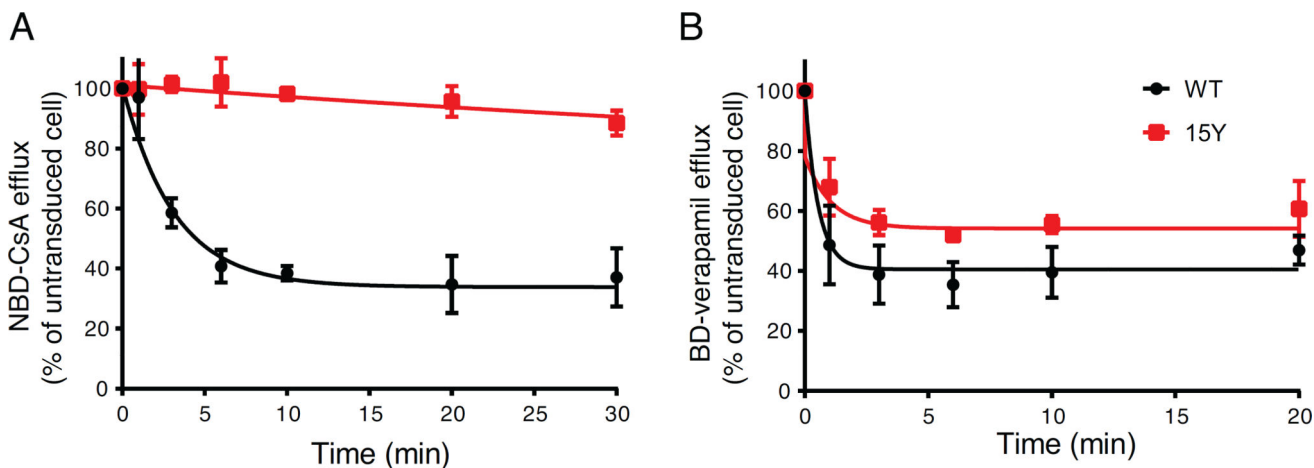 A
NBD-CsA efflux
(% of untransduced cell)
100
80
60
40
20
0
0 5 10 15 20 25 30
Time (min)
B
BD-verapamil efflux
(% of untransduced cell)
100
80
60
40
20
0
0 5 10 15 20
Time (min)
WT
15Y